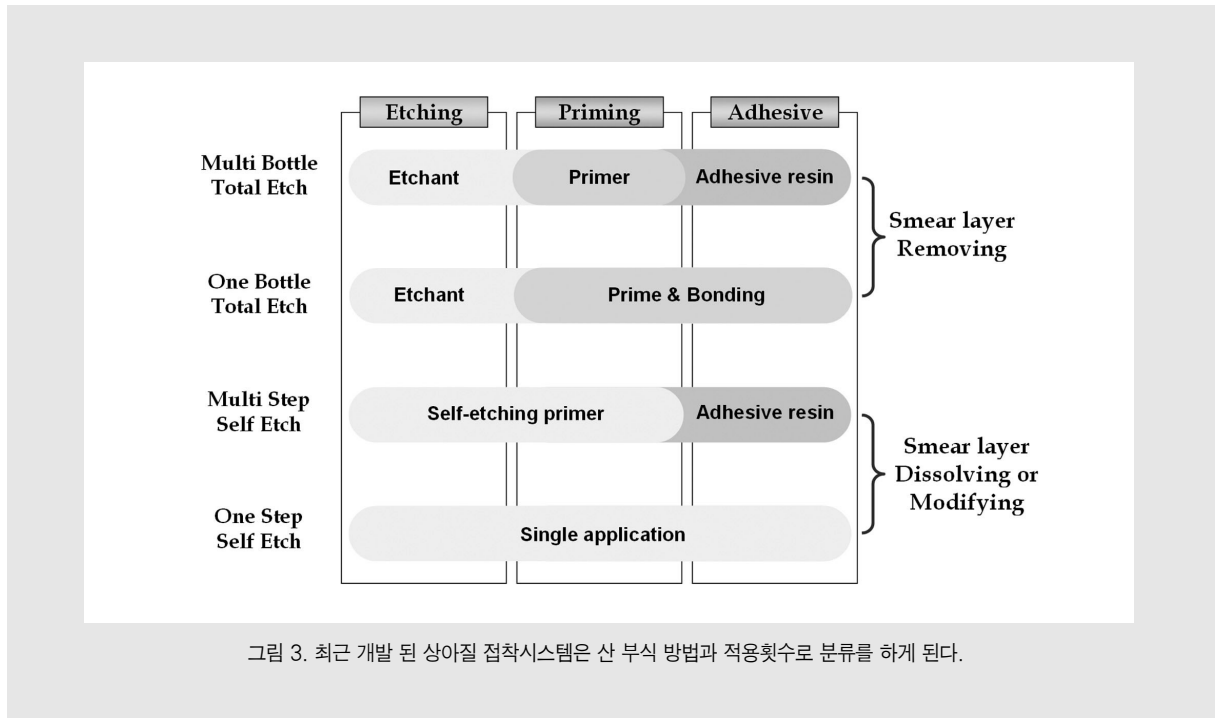 Etching Priming Adhesive
Multi Bottle
Total Etch
Etchant Primer Adhesive resin
Smear layer
Removing
One Bottle
Total Etch
Etchant Prime & Bonding
Multi Step
Self Etch
Self-etching primer Adhesive resin
Smear layer
Dissolving or
Modifying
One Step
Self Etch
Single application
그림 3. 최근 개발 된 상아질 접착시스템은 산 부식 방법과 적용횟수로 분류를 하게 된다.